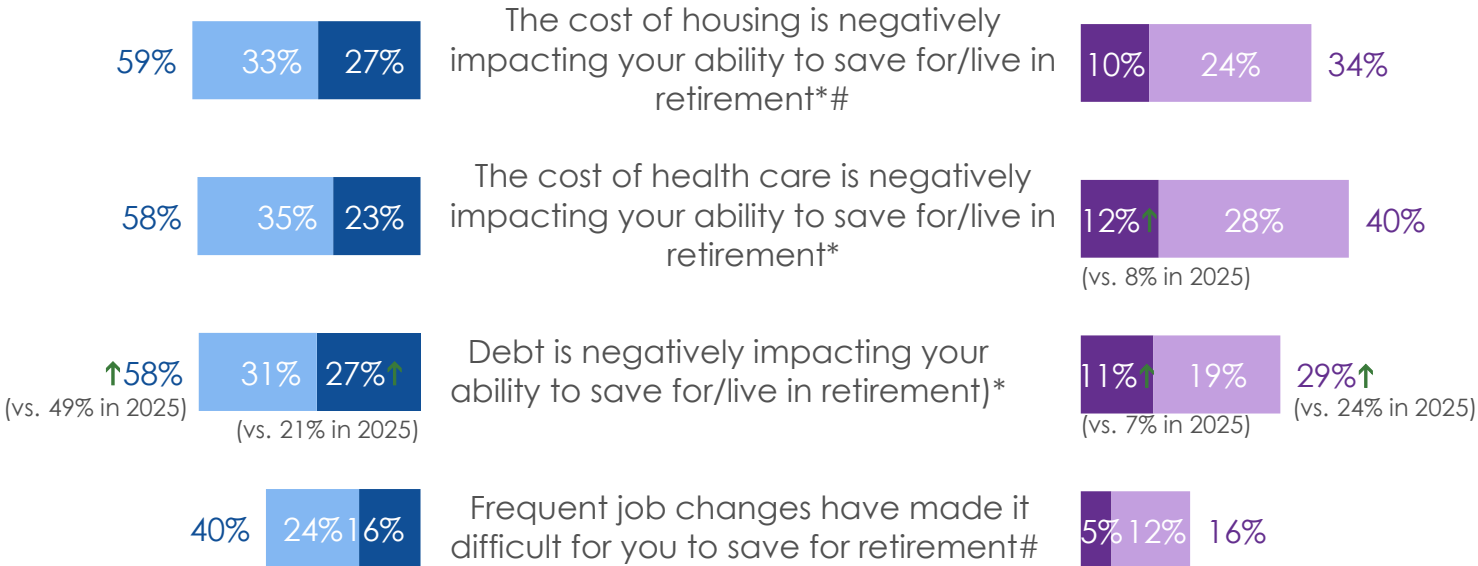 The cost of housing is negatively
59% 33% 27% impacting your ability to save for/live in 10% 24% 34%
retirement*#
The cost of health care is negatively
58% 35% 23% impacting your ability to save for/live in 12%↑ 28% 40%
retirement*
(vs. 8% in 2025)
Debt is negatively impacting your
↑58% 31% 27%↑ ability to save for/live in retirement)* 11%↑ 19% 29%↑
(vs. 49% in 2025) (vs. 21% in 2025) (vs. 7% in 2025) (vs. 24% in 2025)
Frequent job changes have made it
40% 24% 16% difficult for you to save for retirement# 5% 12% 16%